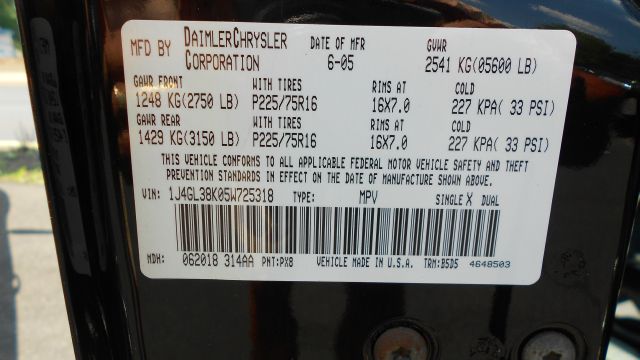 MFD BY DAIMLERCHRYSLER CORPORATION DATE OF MFR 6-05 GVWR 2541 KG(05600 LB)
GAWR FRONT WITH TIRES RIMS AT COLD
1248 KG(2750 LB) P225/75R16 16X7.0 227 KPA( 33 PSI)
GAWR REAR WITH TIRES RIMS AT COLD
1429 KG(3150 LB) P225/75R16 16X7.0 227 KPA( 33 PSI)
THIS VEHICLE CONFORMS TO ALL APPLICABLE FEDERAL MOTOR VEHICLE SAFETY AND THEFT
PREVENTION STANDARDS IN EFFECT ON THE DATE OF MANUFACTURE SHOWN ABOVE.
VIN: 1J4GL38K05W725318 TYPE: MPV SINGLE X DUAL
MDH: 062018 314AA PNT:PX8 VEHICLE MADE IN U.S.A. TRM:B5D5 4648503